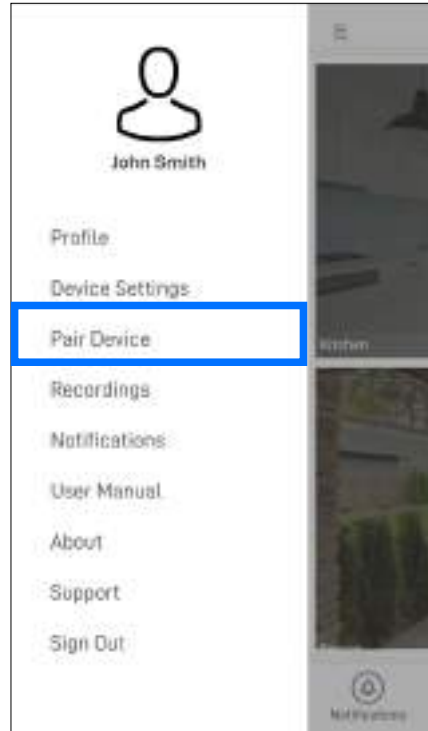 John Smith
Profile
Device Settings
Pair Device
Recordings
Notifications
User Manual
About
Support
Sign Out
Kitchen
Notifications